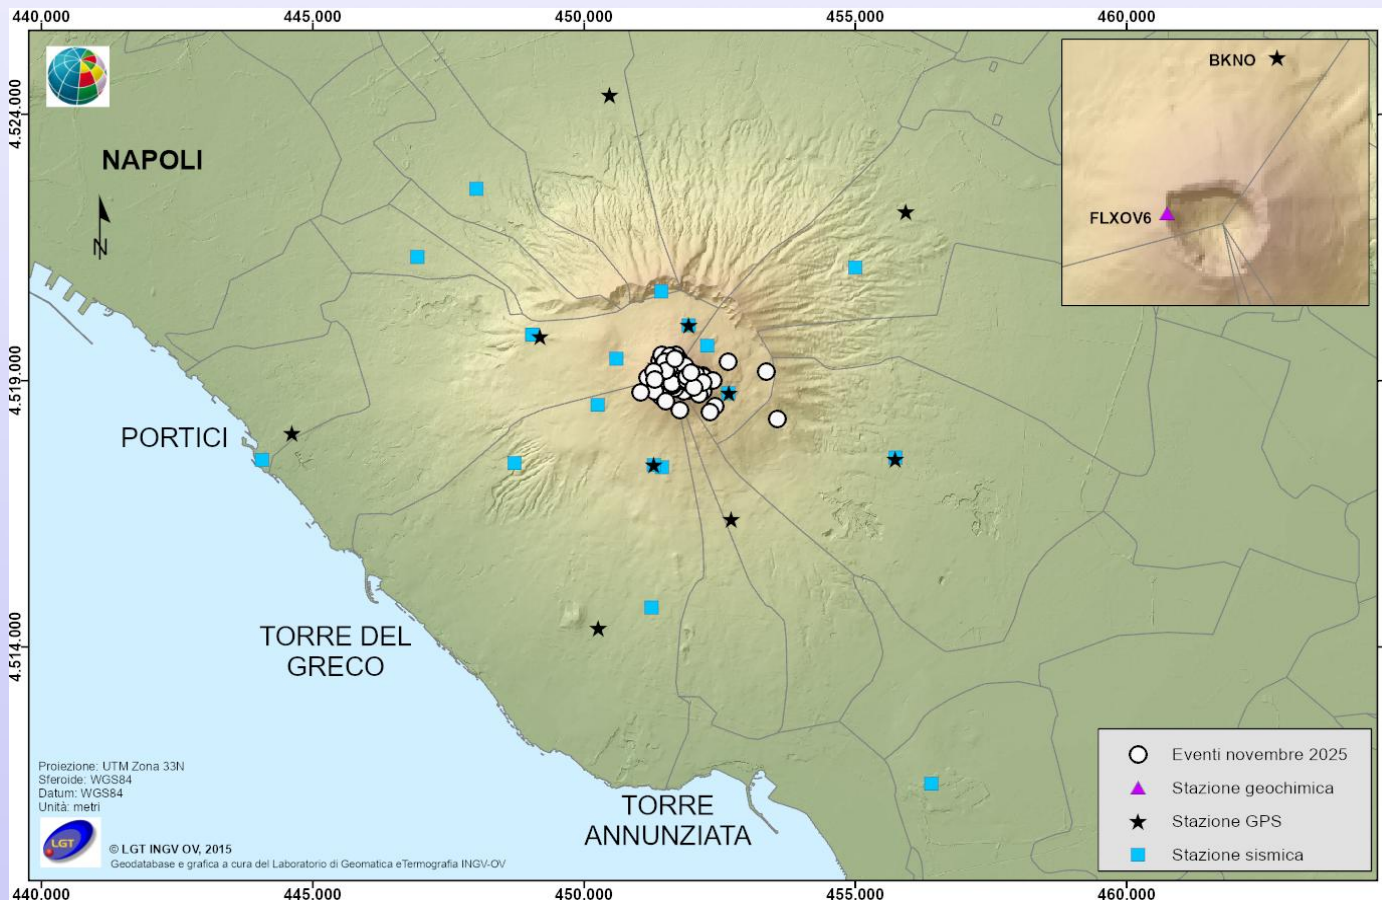 440.000 445.000 450.000 455.000 460.000
4.524.000
4.519.000
4.514.000
NAPOLI
N
PORTICI
TORRE DEL
GRECO
TORRE
ANNUNZIATA
BKNO
FLXOV6
Proiezione: UTM Zona 33N
Sferoide: WGS84
Datum: WGS84
Unità: metri
LGT
© LGT INGV OV, 2015
Geodatabase e grafica a cura del Laboratorio di Geomatica eTermografia INGV-OV
Eventi novembre 2025
Stazione geochimica
Stazione GPS
Stazione sismica
440.000 445.000 450.000 455.000 460.000